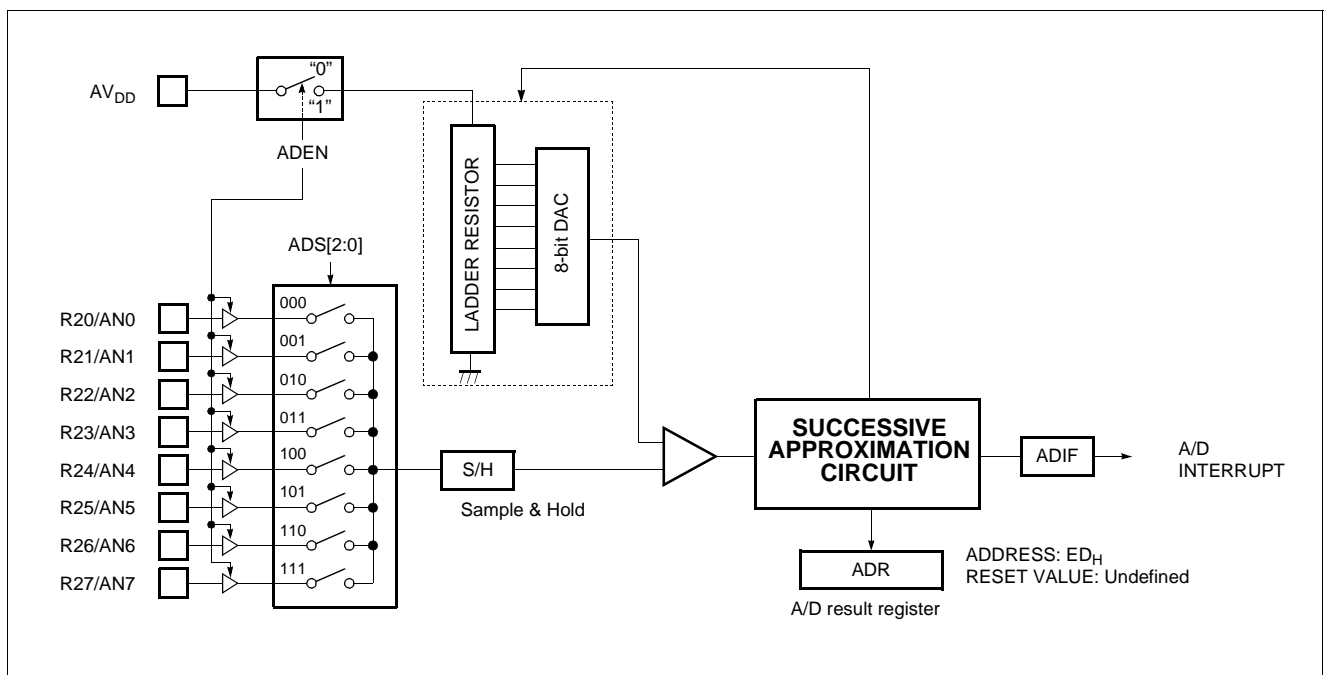 AVDD
“0”
“1”
ADEN
ADS[2:0]
LADDER RESISTOR
8-bit DAC
R20/AN0
000
R21/AN1
001
R22/AN2
010
R23/AN3
011
R24/AN4
100
R25/AN5
101
R26/AN6
110
R27/AN7
111
S/H
Sample & Hold
SUCCESSIVE
APPROXIMATION
CIRCUIT
ADIF
A/D
INTERRUPT
ADR
A/D result register
ADDRESS: EDH
RESET VALUE: Undefined